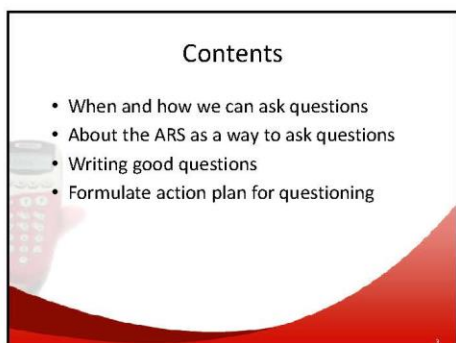 Contents
• When and how we can ask questions
• About the ARS as a way to ask questions
• Writing good questions
• Formulate action plan for questioning